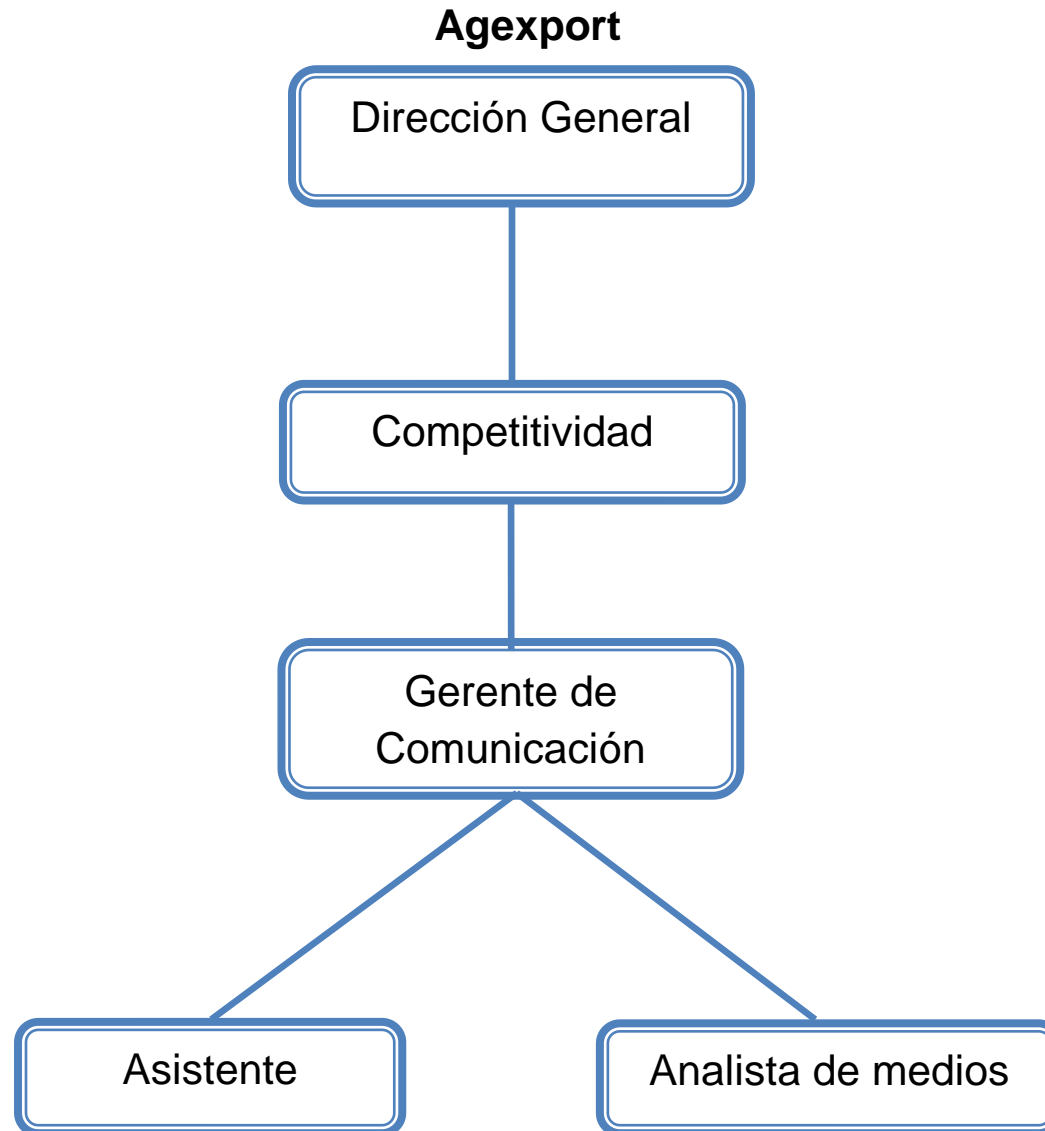 Agexport
Dirección General
Competitividad
Gerente de
Comunicación
Asistente
Analista de medios